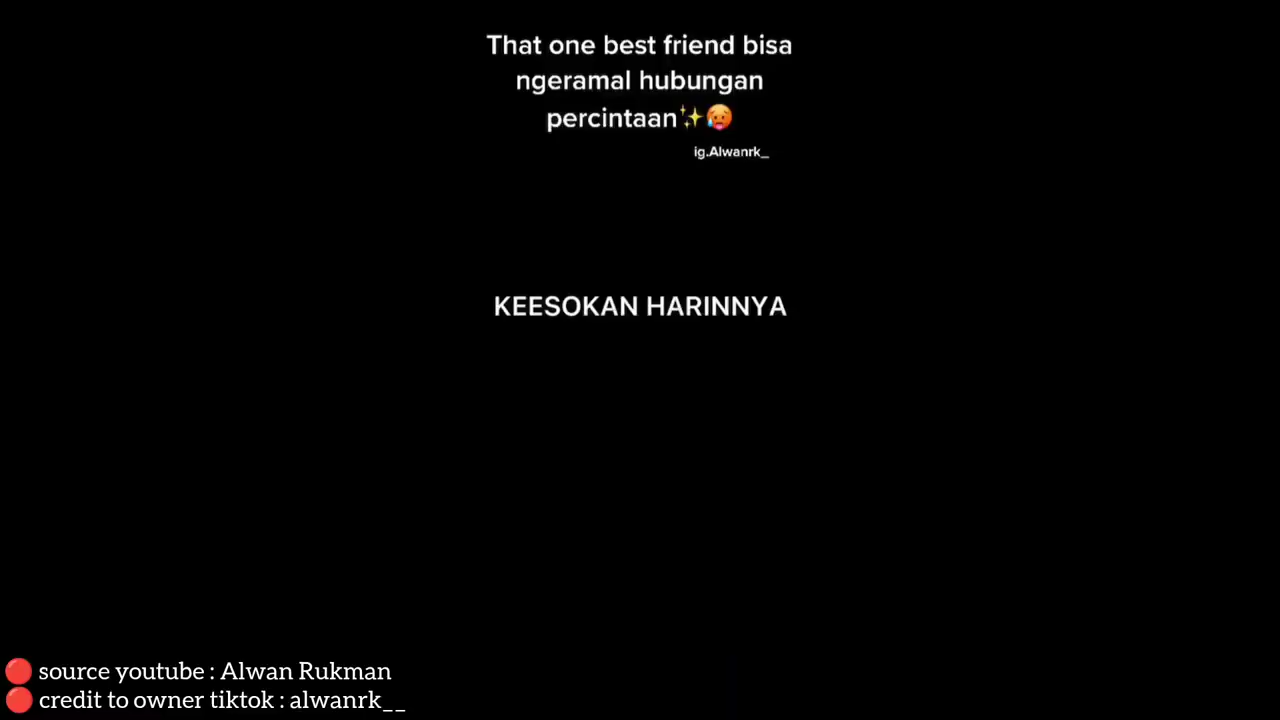 That one best friend bisa
ngeramal hubungan
percintaan✨🥵
ig.Alwanrk_
KEESOKAN HARINNYA
🔴 source youtube : Alwan Rukman
🔴 credit to owner tiktok : alwanrk__